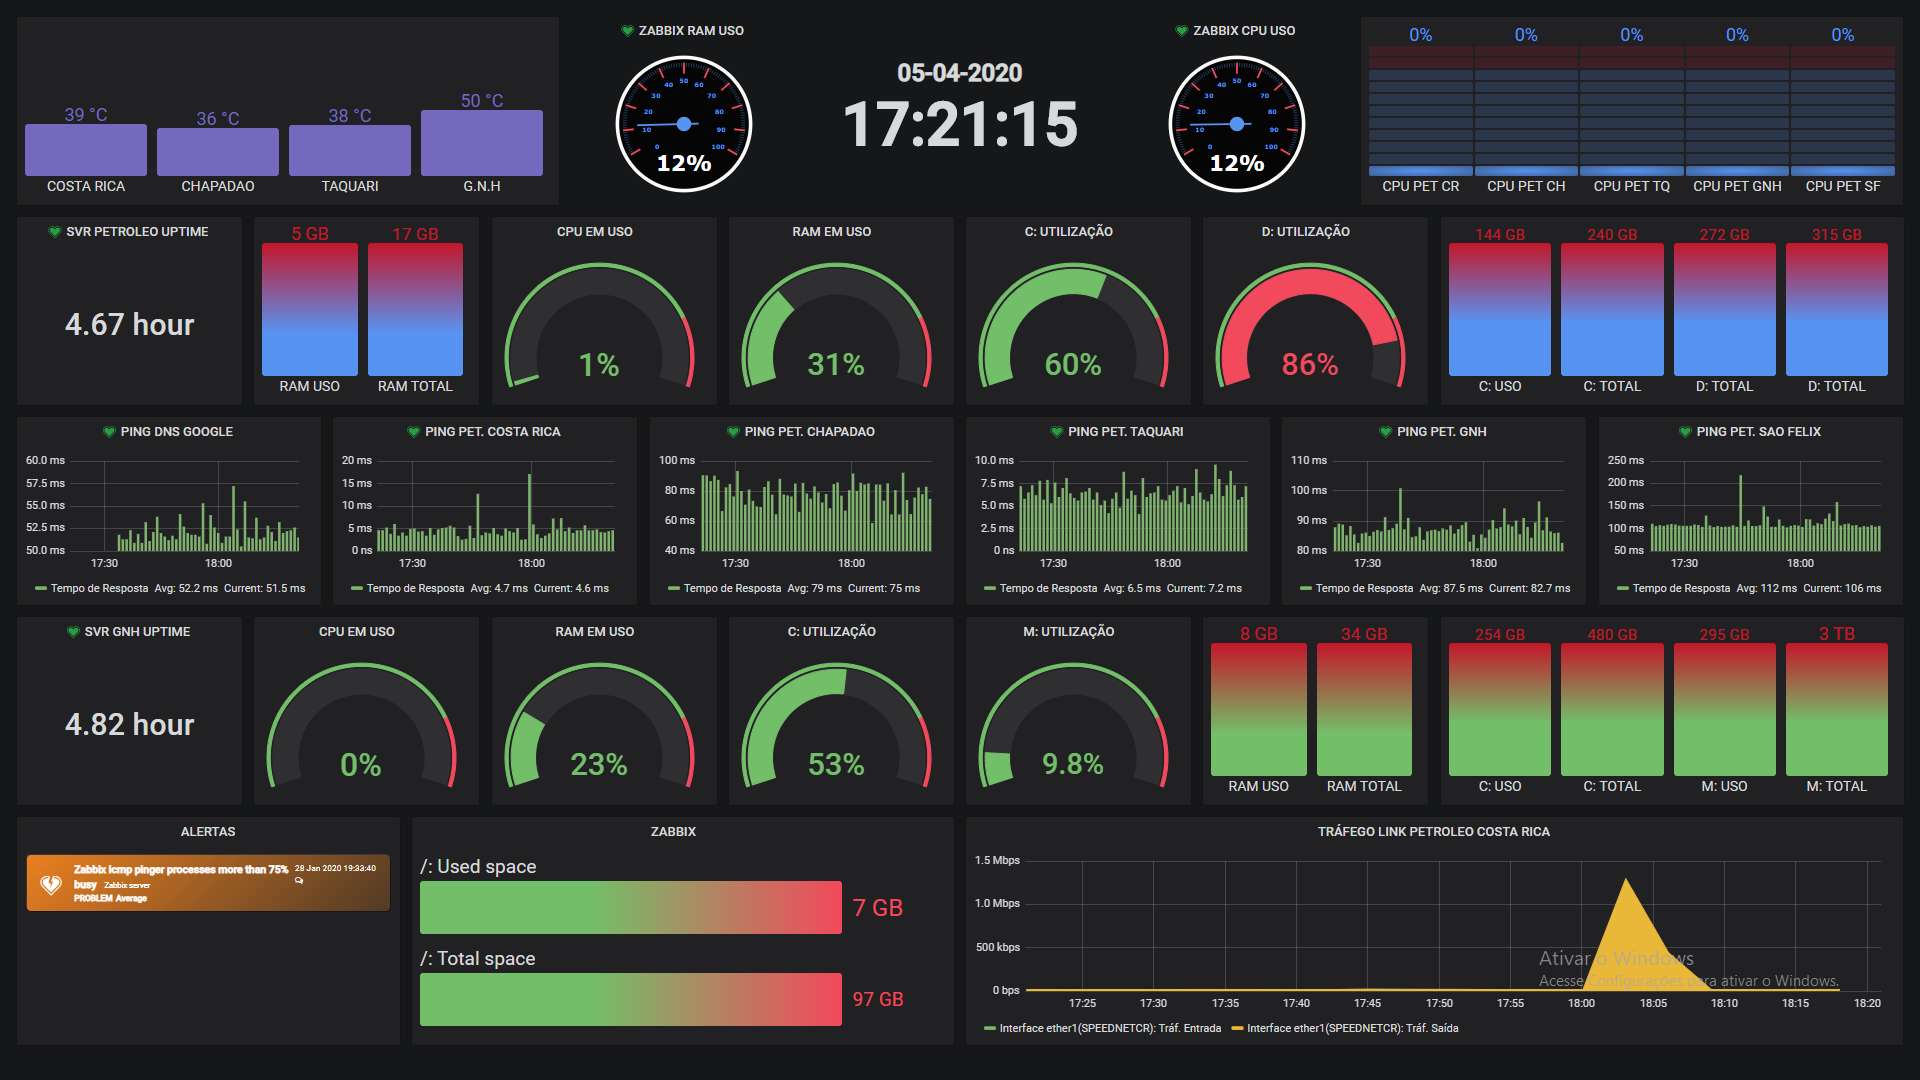 39 °C
36 °C
38 °C
50 °C
COSTA RICA
CHAPADAO
TAQUARI
G.N.H
ZABBIX RAM USO
0
10
20
30
40
50
60
70
80
90
100
12%
05-04-2020
17:21:15
ZABBIX CPU USO
0
10
20
30
40
50
60
70
80
90
100
12%
0%
0%
0%
0%
0%
CPU PET CR
CPU PET CH
CPU PET TQ
CPU PET GNH
CPU PET SF
SVR PETROLEO UPTIME
4.67 hour
5 GB
17 GB
RAM USO
RAM TOTAL
CPU EM USO
1%
RAM EM USO
31%
C: UTILIZAÇÃO
60%
D: UTILIZAÇÃO
86%
144 GB
240 GB
272 GB
315 GB
C: USO
C: TOTAL
D: TOTAL
D: TOTAL
PING DNS GOOGLE
60.0 ms
57.5 ms
55.0 ms
52.5 ms
50.0 ms
17:30
18:00
Tempo de Resposta Avg: 52.2 ms Current: 51.5 ms
PING PET. COSTA RICA
20 ms
15 ms
10 ms
5 ms
0 ns
17:30
18:00
Tempo de Resposta Avg: 4.7 ms Current: 4.6 ms
PING PET. CHAPADAO
100 ms
80 ms
60 ms
40 ms
17:30
18:00
Tempo de Resposta Avg: 79 ms Current: 75 ms
PING PET. TAQUARI
10.0 ms
7.5 ms
5.0 ms
2.5 ms
0 ns
17:30
18:00
Tempo de Resposta Avg: 6.5 ms Current: 7.2 ms
PING PET. GNH
110 ms
100 ms
90 ms
80 ms
17:30
18:00
Tempo de Resposta Avg: 87.5 ms Current: 82.7 ms
PING PET. SAO FELIX
250 ms
200 ms
150 ms
100 ms
50 ms
17:30
18:00
Tempo de Resposta Avg: 112 ms Current: 106 ms
SVR GNH UPTIME
4.82 hour
CPU EM USO
0%
RAM EM USO
23%
C: UTILIZAÇÃO
53%
M: UTILIZAÇÃO
9.8%
8 GB
34 GB
RAM USO
RAM TOTAL
254 GB
480 GB
295 GB
3 TB
C: USO
C: TOTAL
M: USO
M: TOTAL
ALERTAS
Zabbix icmp pinger processes more than 75% 28 Jan 2020 19:33:40
busy Zabbix server
PROBLEM Average
ZABBIX
/: Used space
7 GB
/: Total space
97 GB
TRÁFEGO LINK PETROLEO COSTA RICA
1.5 Mbps
1.0 Mbps
500 kbps
0 bps
17:25
17:30
17:35
17:40
17:45
17:50
17:55
18:00
18:05
18:10
18:15
18:20
Interface ether1(SPEEDNETCR): Tráf. Entrada
Interface ether1(SPEEDNETCR): Tráf. Saída
Ativar o Windows
Acesse Configurações para ativar o Windows.